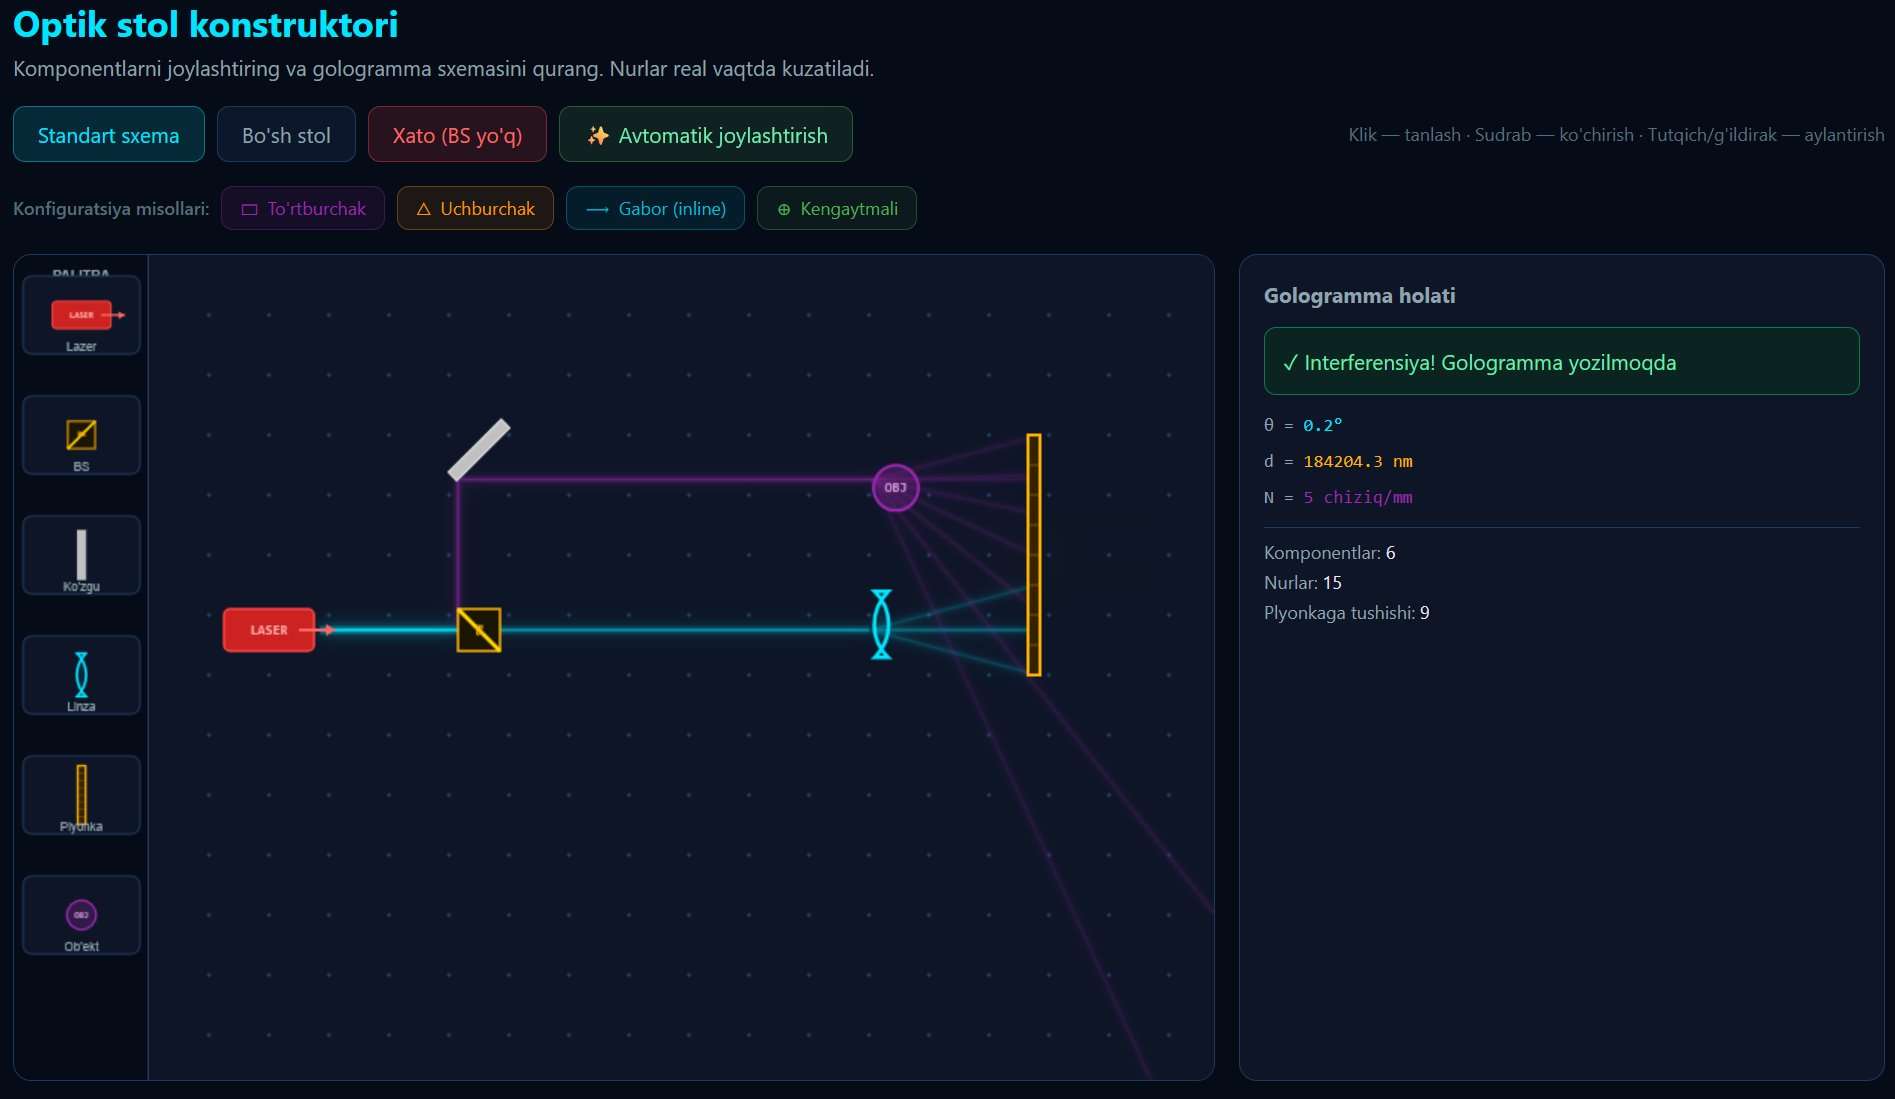 Optik stol konstruktori
Komponentlarni joylashtiring va gologramma sxemasini qurang. Nurlar real vaqtda kuzatiladi.
Standart sxema
Bo'sh stol
Xato (BS yo'q)
✨ Avtomatik joylashtirish
Klik — tanlash · Sudrab — ko'chirish · Tutqich/g'ildirak — aylantirish
Konfiguratsiya misollari:
▭ To'rtburchak
△ Uchburchak
⟶ Gabor (inline)
⊕ Kengaytmali
PALITRA
LASER
Lazer
BS
Ko'zgu
Linza
Plyonka
OBJ
Ob'ekt
LASER
OBJ
Gologramma holati
✓ Interferensiya! Gologramma yozilmoqda
θ = 0.2°
d = 184204.3 nm
N = 5 chiziq/mm
Komponentlar: 6
Nurlar: 15
Plyonkaga tushishi: 9